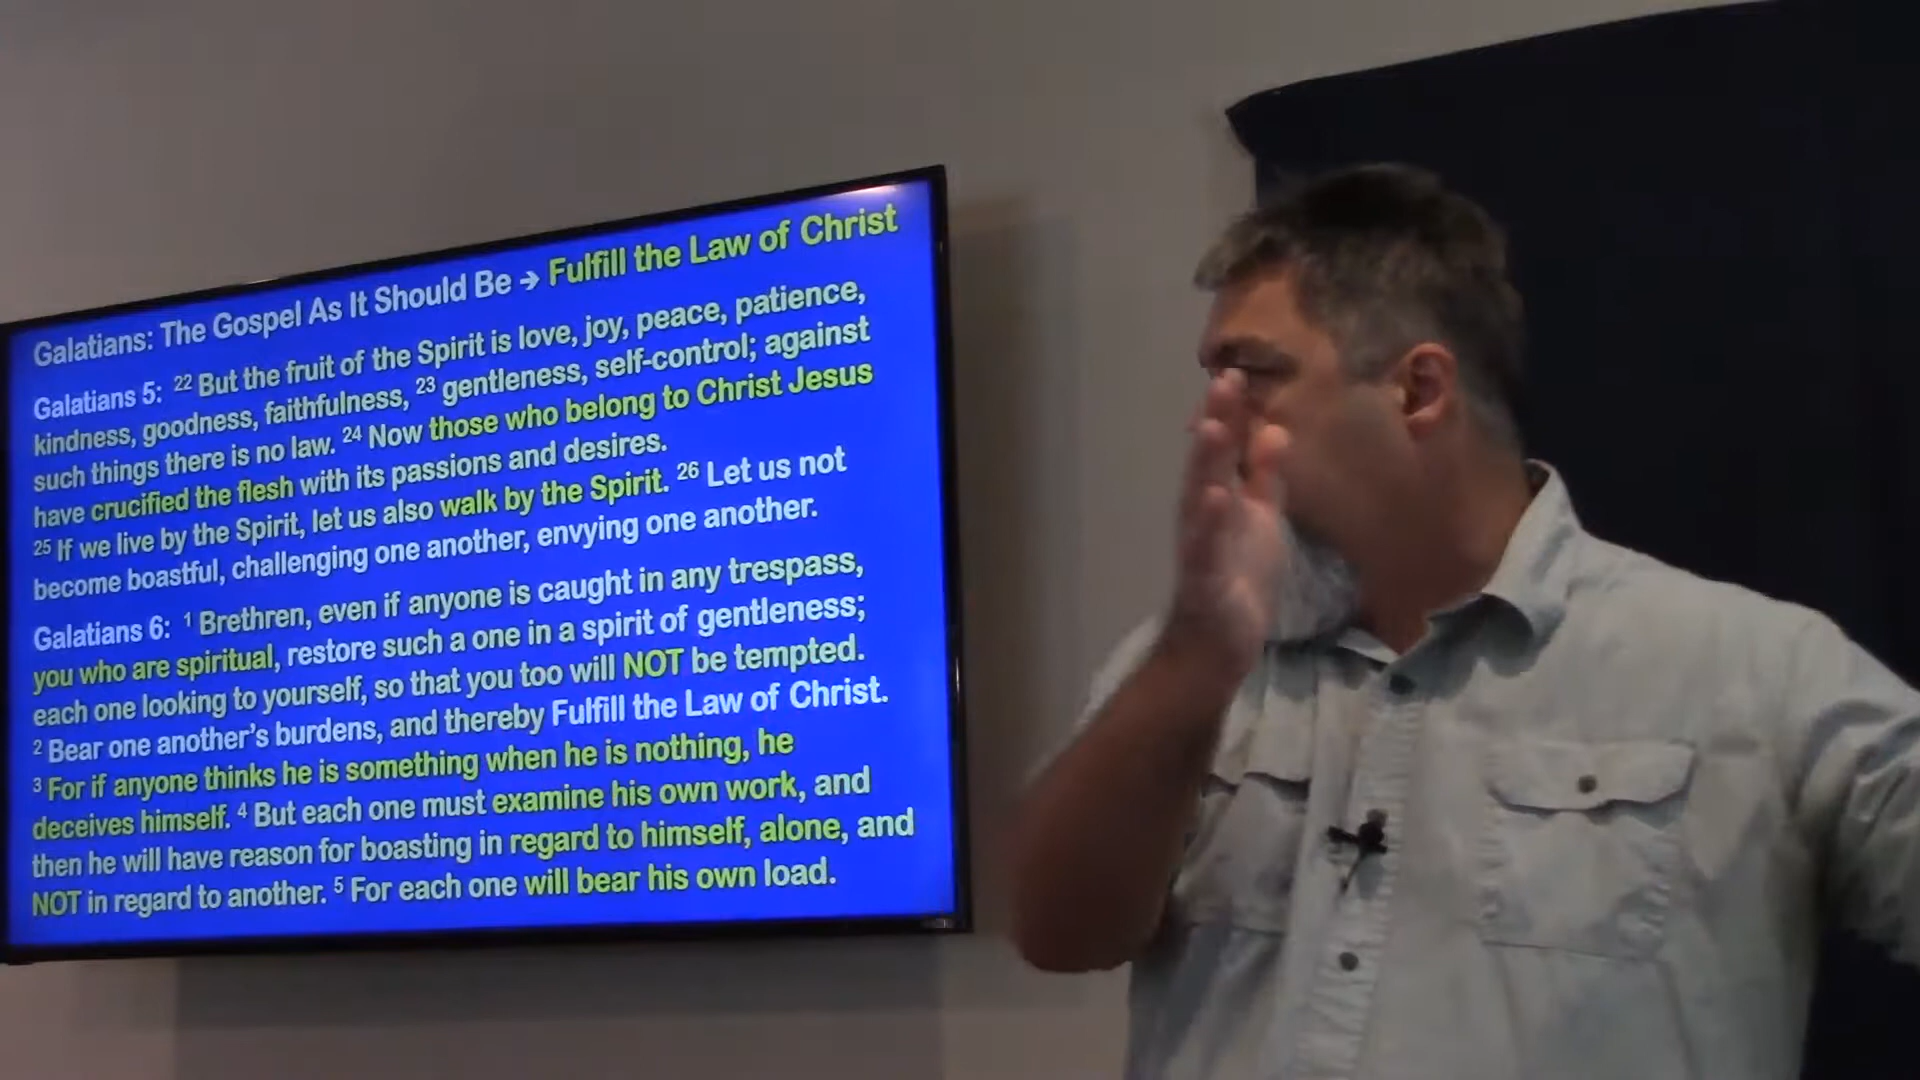 Galatians: The Gospel As It Should Be → Fulfill the Law of Christ
Galatians 5: 22 But the fruit of the Spirit is love, joy, peace, patience,
kindness, goodness, faithfulness, 23 gentleness, self-control; against
such things there is no law. 24 Now those who belong to Christ Jesus
have crucified the flesh with its passions and desires.
25 If we live by the Spirit, let us also walk by the Spirit. 26 Let us not
become boastful, challenging one another, envying one another.
Galatians 6: 1 Brethren, even if anyone is caught in any trespass,
you who are spiritual, restore such a one in a spirit of gentleness;
each one looking to yourself, so that you too will NOT be tempted.
2 Bear one another's burdens, and thereby Fulfill the Law of Christ.
3 For if anyone thinks he is something when he is nothing, he
deceives himself. 4 But each one must examine his own work, and
then he will have reason for boasting in regard to himself, alone, and
NOT in regard to another. 5 For each one will bear his own load.